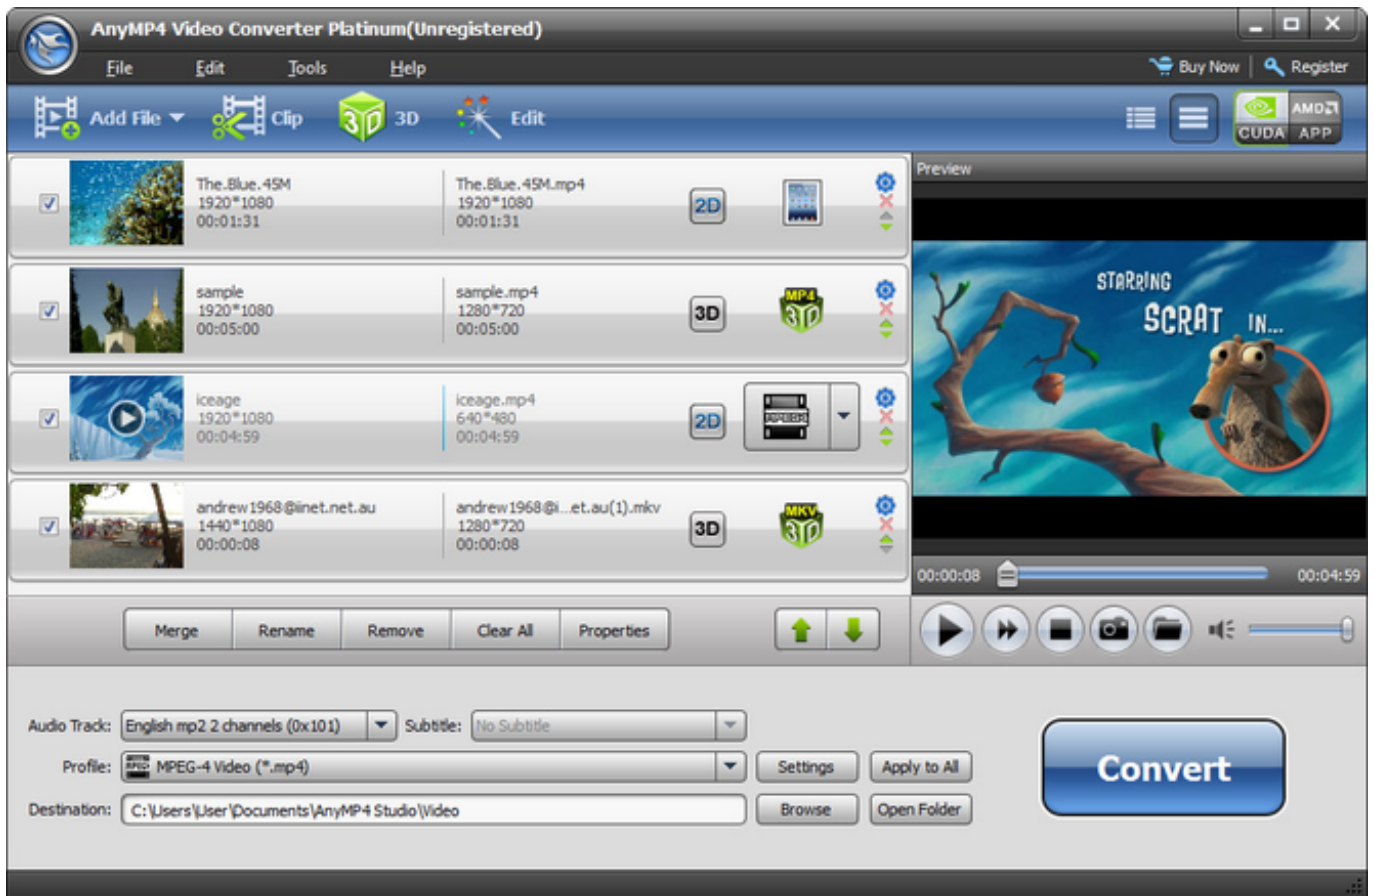 AnyMP4 Video Converter Platinum(Unregistered)
File Edit Tools Help
Buy Now Register
Add File Clip 3D 3D Edit
CUDA AMD APP
Preview
The.Blue.45M
1920*1080
00:01:31
The.Blue.45M.mp4
1920*1080
00:01:31
2D
sample
1920*1080
00:05:00
sample.mp4
1280*720
00:05:00
3D
MP4
3D
iceage
1920*1080
00:04:59
iceage.mp4
640*480
00:04:59
2D
andrew1968@iinet.net.au
1440*1080
00:00:08
andrew1968@i...et.au(1).mkv
1280*720
00:00:08
3D
MKV
3D
STARRING
SCRAT IN...
00:00:08 00:04:59
Merge Rename Remove Clear All Properties
Audio Track: English mp2 2 channels (0x101) Subtitle: No Subtitle
Profile: MPEG-4 Video (*.mp4) Settings Apply to All
Destination: C:\Users\User\Documents\AnyMP4 Studio\Video Browse Open Folder
Convert